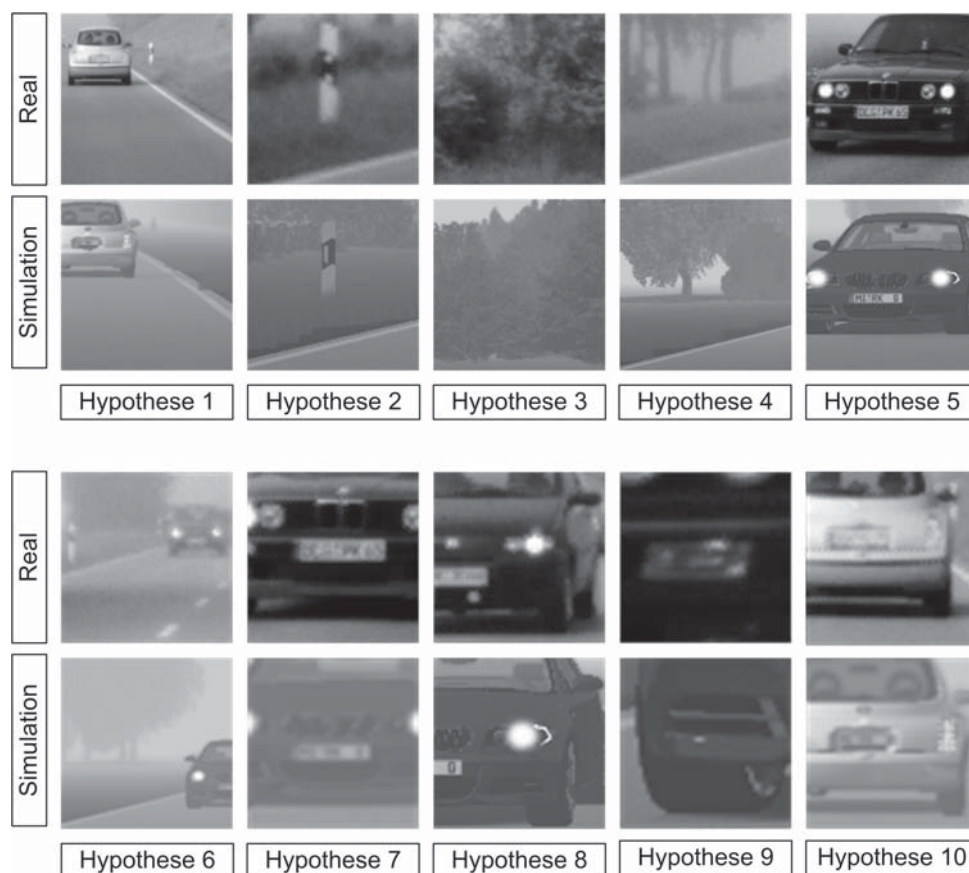 Real
Simulation
Hypothese 1
Hypothese 2
Hypothese 3
Hypothese 4
Hypothese 5
Real
Simulation
Hypothese 6
Hypothese 7
Hypothese 8
Hypothese 9
Hypothese 10